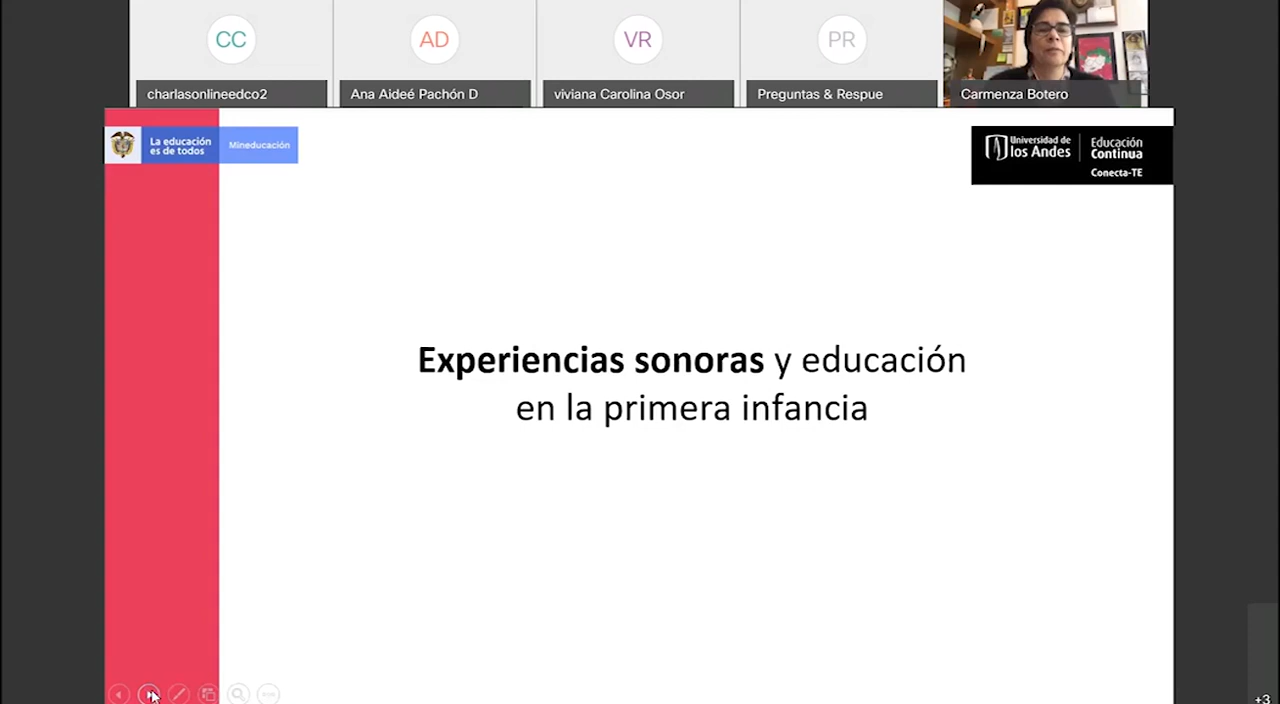 CC
AD
VR
PR
charlasonlineedco2
Ana Aideé Pachón D
viviana Carolina Osor
Preguntas & Respue
Carmenza Botero
La educación
es de todos
Mineducación
Universidad de
los Andes
Educación
Continua
Conecta-TE
Experiencias sonoras y educación
en la primera infancia
+3